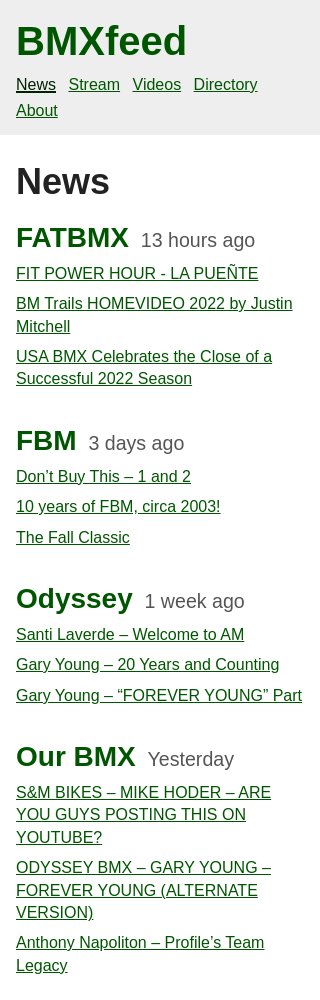 BMXfeed
News Stream Videos Directory
About
News
FATBMX 13 hours ago
FIT POWER HOUR - LA PUEÑTE
BM Trails HOMEVIDEO 2022 by Justin
Mitchell
USA BMX Celebrates the Close of a
Successful 2022 Season
FBM 3 days ago
Don’t Buy This – 1 and 2
10 years of FBM, circa 2003!
The Fall Classic
Odyssey 1 week ago
Santi Laverde – Welcome to AM
Gary Young – 20 Years and Counting
Gary Young – “FOREVER YOUNG” Part
Our BMX Yesterday
S&M BIKES – MIKE HODER – ARE
YOU GUYS POSTING THIS ON
YOUTUBE?
ODYSSEY BMX – GARY YOUNG –
FOREVER YOUNG (ALTERNATE
VERSION)
Anthony Napoliton – Profile’s Team
Legacy